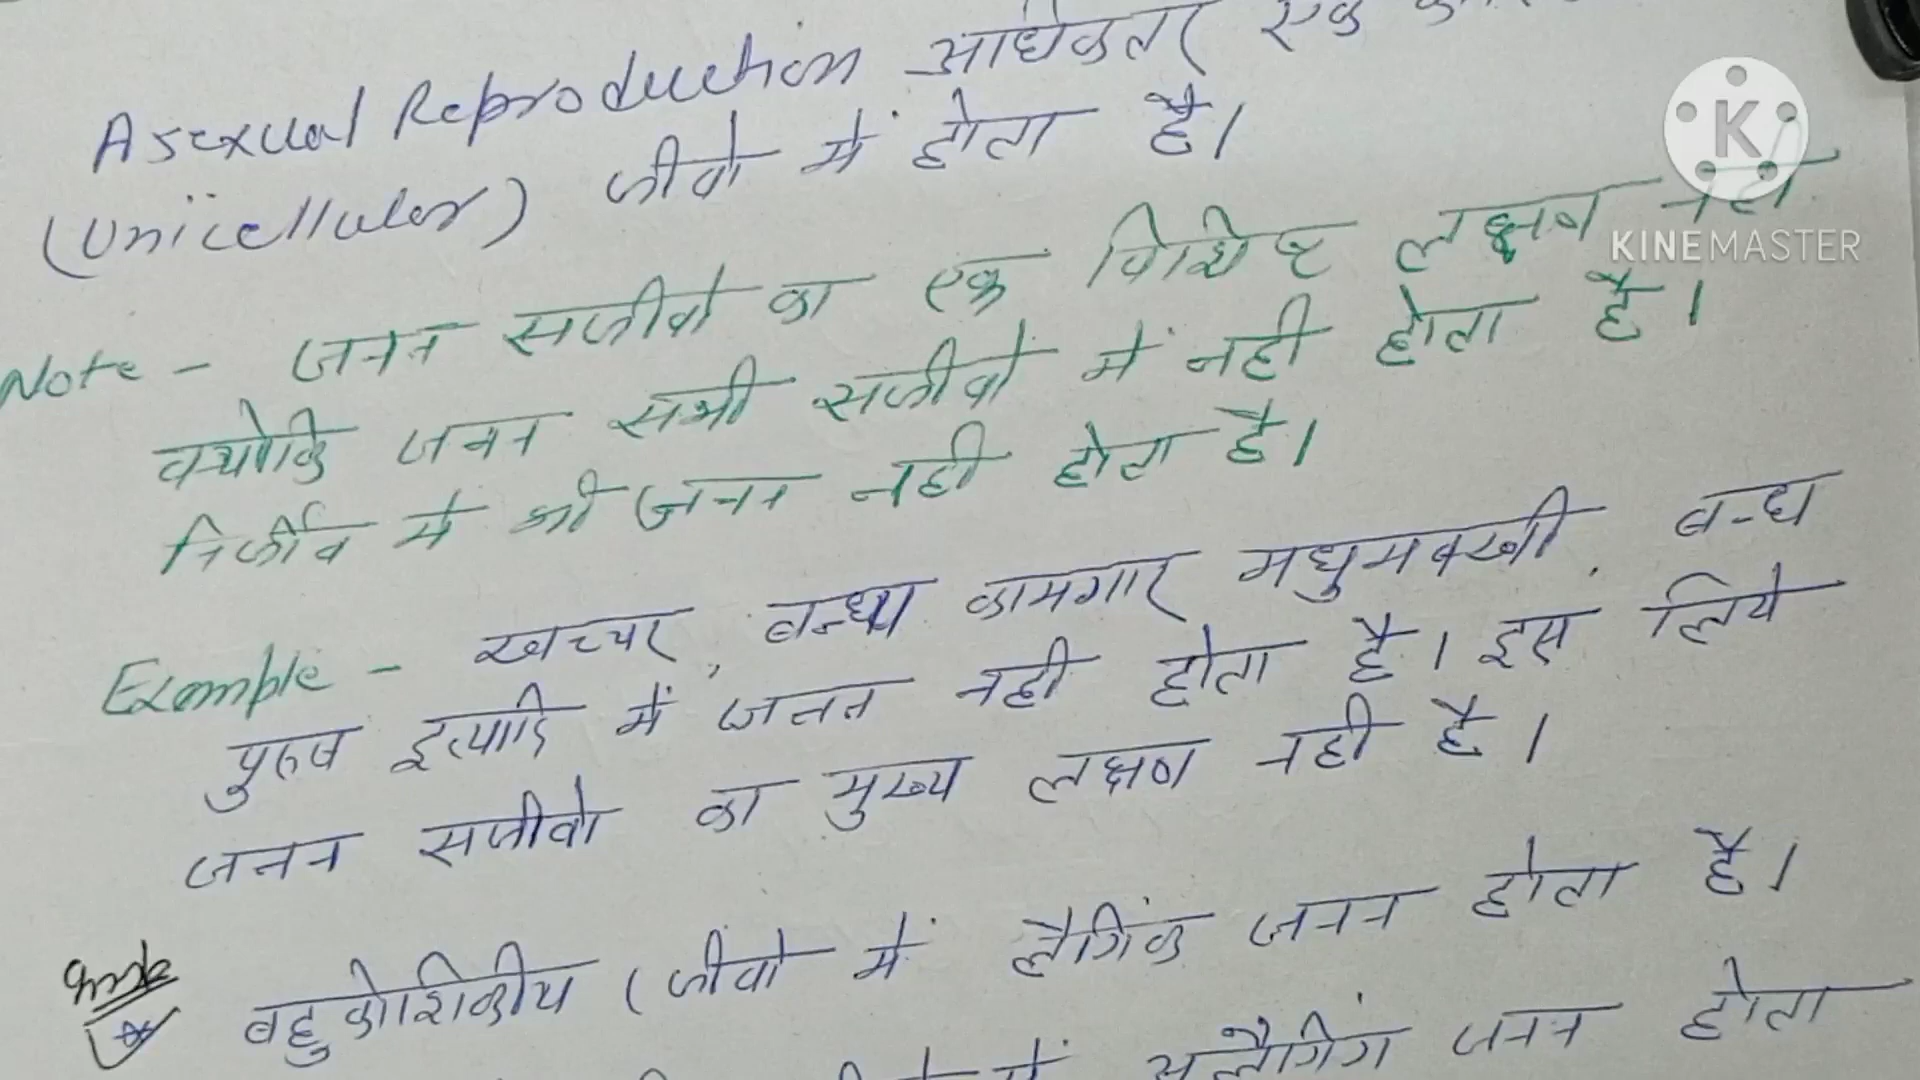 Asexual Reproduction अधिकतर एक
(Unicellular) जीवो में होता है।
Note - जनन सजीवो का एक विशिष्ट लक्षण नही
क्योकि जनन सभी सजीवो में नही होता है।
निर्जीव में भी जनन नही होता है।
Example - खच्चर, बन्ध्या कामगार मधुमक्खी, बन्ध
पुरुष इत्यादि में जनन नही होता है। इस लिये
जनन सजीवो का मुख्य लक्षण नही है।
बहुकोशिकीय (जीवो में लैगिंक जनन होता है।
में अलैगिंग जनन होता
K
KINEMASTER